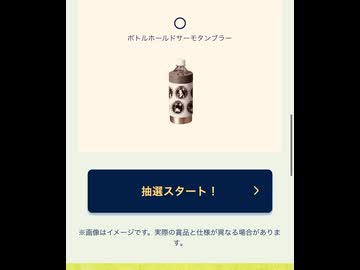 ボトルホールドサーモタンブラー
抽選スタート！
※画像はイメージです。実際の賞品と仕様が異なる場合がありま
す。